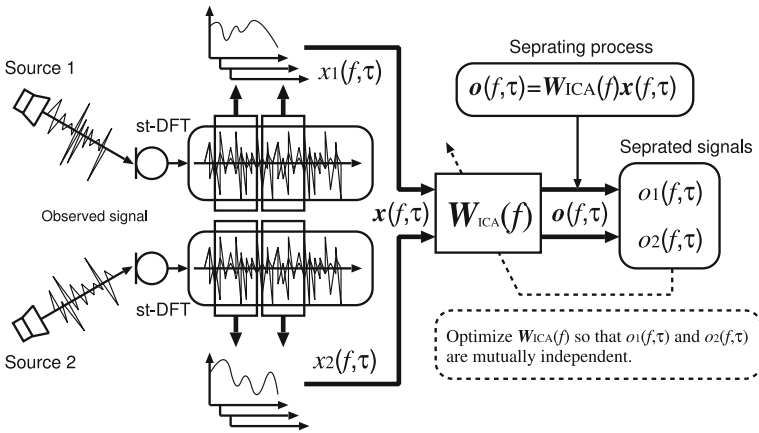 Source 1
st-DFT
x1(f,τ)
Observed signal
st-DFT
Source 2
x2(f,τ)
x(f,τ)
WICA(f)
Seprating process
o(f,τ)=WICA(f)x(f,τ)
o(f,τ)
Seprated signals
o1(f,τ)
o2(f,τ)
Optimize WICA(f) so that o1(f,τ) and o2(f,τ)
are mutually independent.